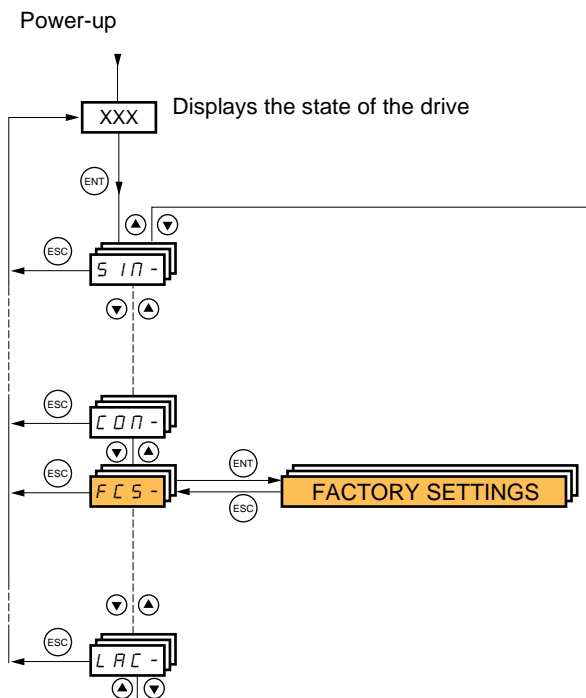 Power-up
XXX
Displays the state of the drive
ENT
ESC
SIM-
ESC
COM-
ESC
FCS-
ENT
ESC
FACTORY SETTINGS
ESC
LAC-